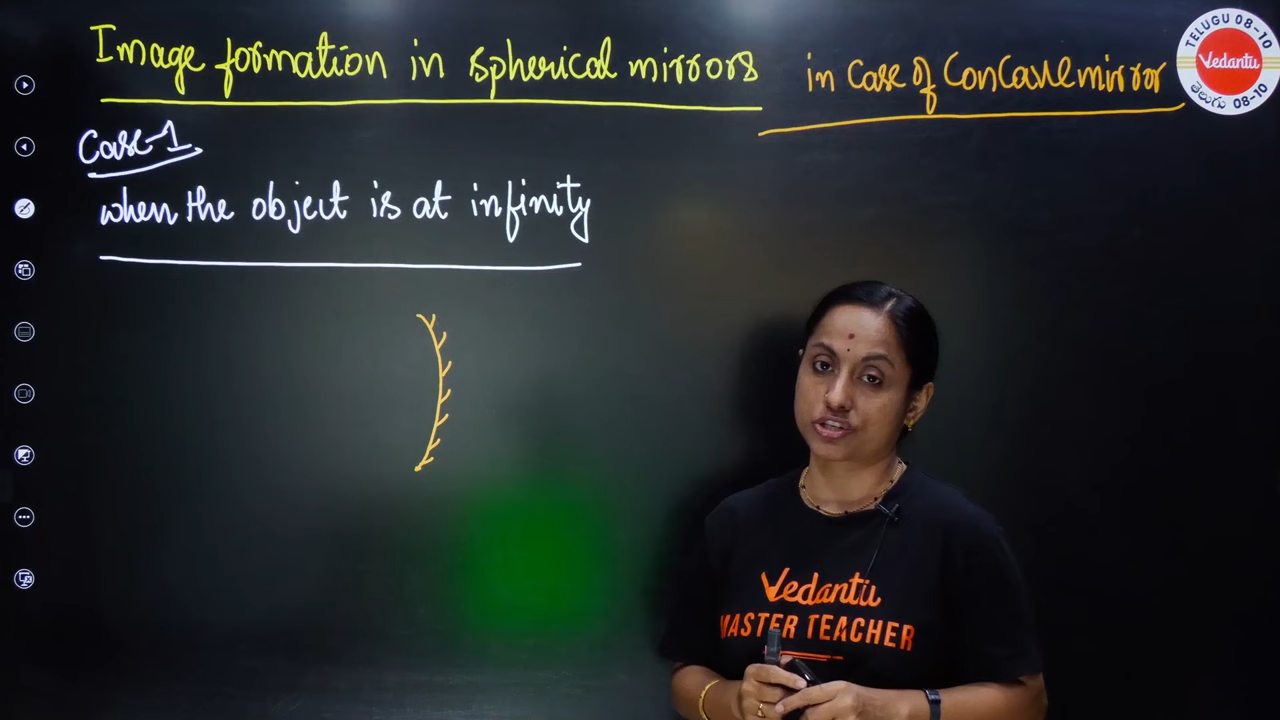 Image formation in spherical mirrors in Case of Concave mirror
TELUGU 08-10
Vedantu
తెలుగు 08-10
Case-1
when the object is at infinity
Vedantu
MASTER TEACHER